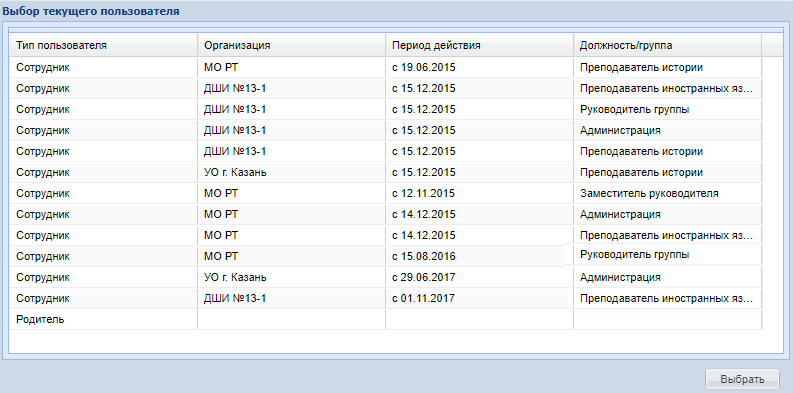 Выбор текущего пользователя
Тип пользователя Организация Период действия Должность/группа
Сотрудник МО РТ с 19.06.2015 Преподаватель истории
Сотрудник ДШИ №13-1 с 15.12.2015 Преподаватель иностранных яз...
Сотрудник ДШИ №13-1 с 15.12.2015 Руководитель группы
Сотрудник ДШИ №13-1 с 15.12.2015 Администрация
Сотрудник ДШИ №13-1 с 15.12.2015 Преподаватель истории
Сотрудник УО г. Казань с 15.12.2015 Преподаватель истории
Сотрудник МО РТ с 12.11.2015 Заместитель руководителя
Сотрудник МО РТ с 14.12.2015 Администрация
Сотрудник МО РТ с 14.12.2015 Преподаватель иностранных яз...
Сотрудник МО РТ с 15.08.2016 Руководитель группы
Сотрудник УО г. Казань с 29.06.2017 Администрация
Сотрудник ДШИ №13-1 с 01.11.2017 Преподаватель иностранных яз...
Родитель
Выбрать